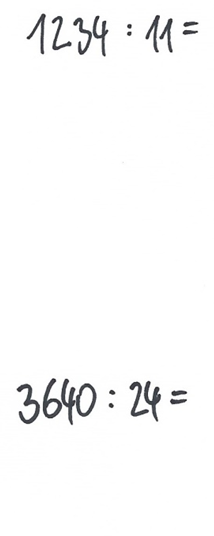 1234 : 11 =
3640 : 24 =